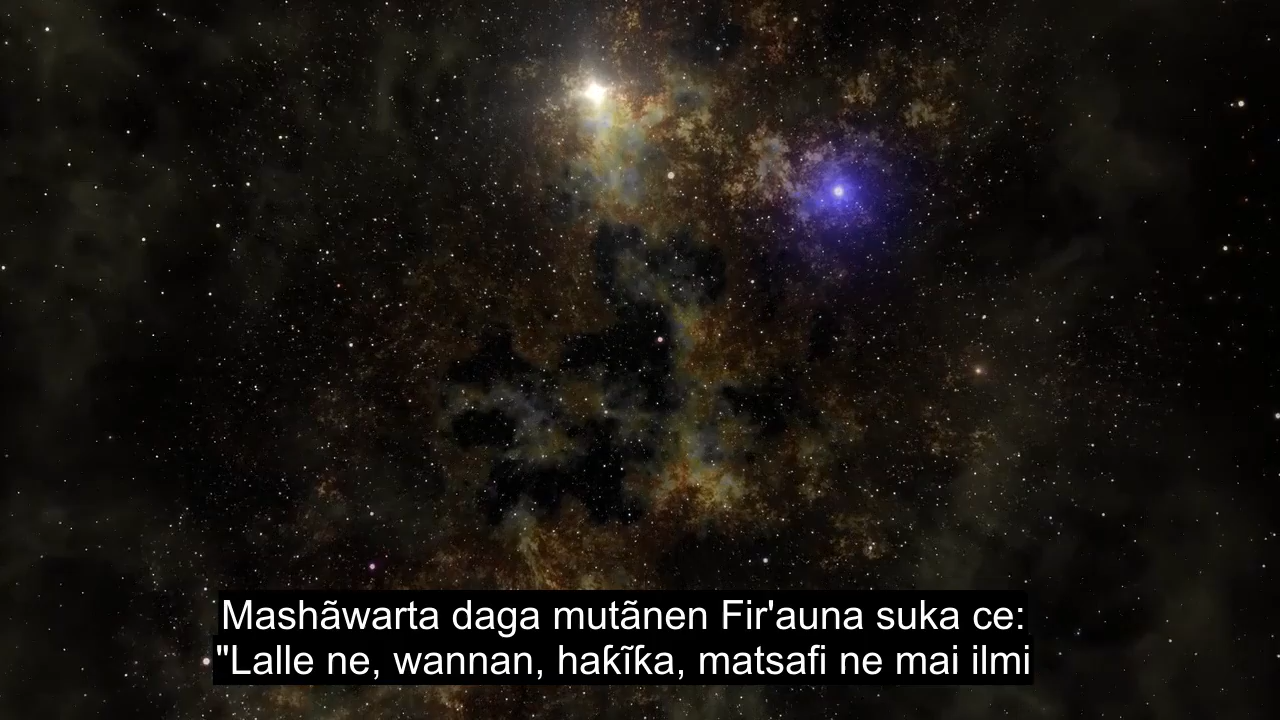 Mashãwarta daga mutãnen Fir'auna suka ce:
"Lalle ne, wannan, haƙĩƙa, matsafi ne mai ilmi